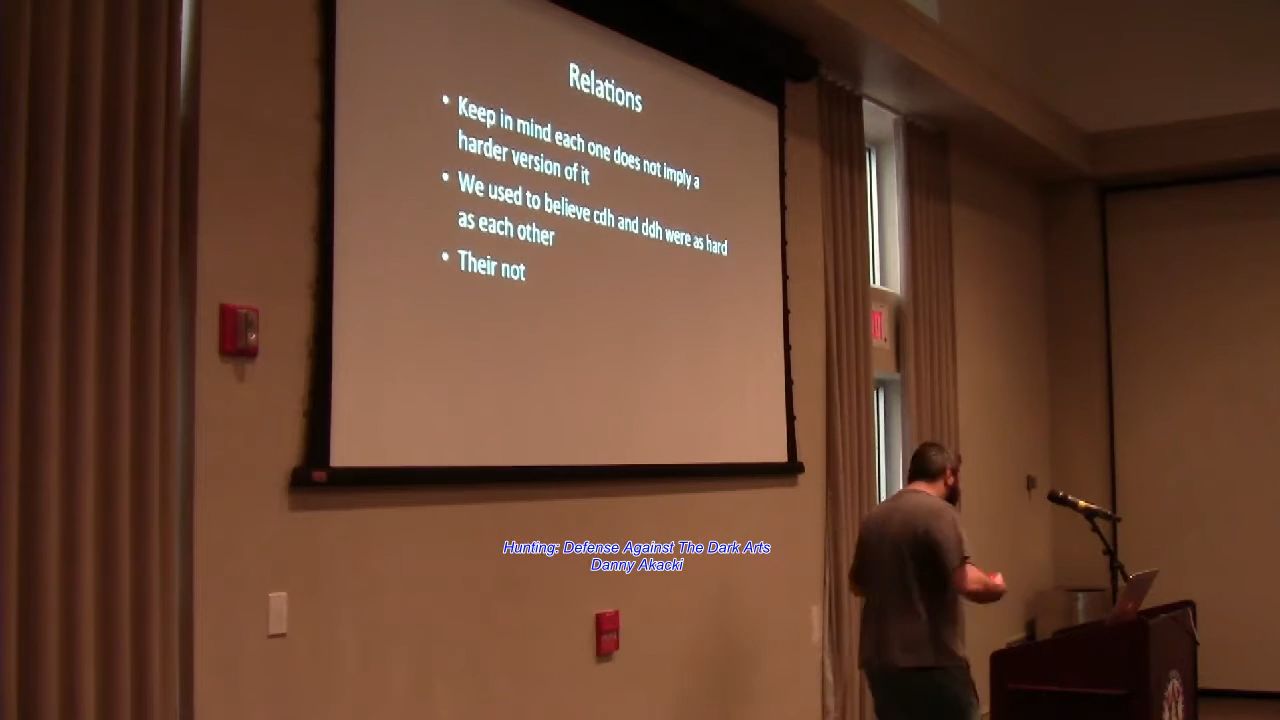 Relations
• Keep in mind each one does not imply a
harder version of it
• We used to believe cdh and ddh were as hard
as each other
• Their not
Hunting: Defense Against The Dark Arts
Danny Akacki